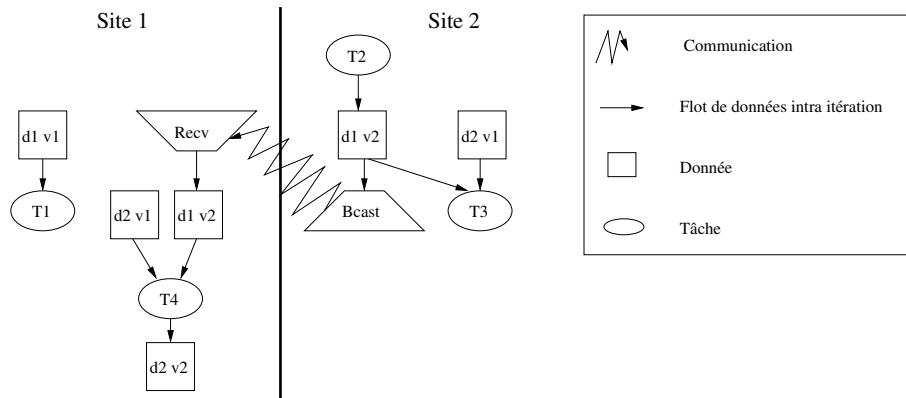 Site 1
Site 2
T2
d1 v1
Recv
d1 v2
d2 v1
T1
d2 v1
d1 v2
Bcast
T3
T4
d2 v2
Communication
Flot de données intra itération
Donnée
Tâche